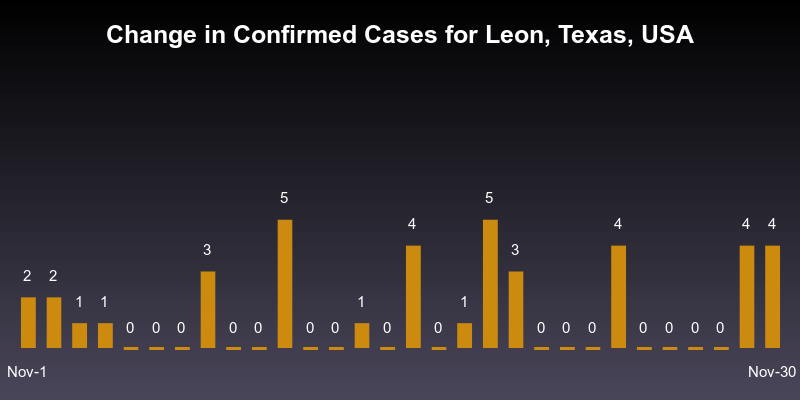 Change in Confirmed Cases for Leon, Texas, USA
2 2 1 1 0 0 0 3 0 0 5 0 0 1 0 4 0 1 5 3 0 0 0 4 0 0 0 0 4 4
Nov-1 Nov-30